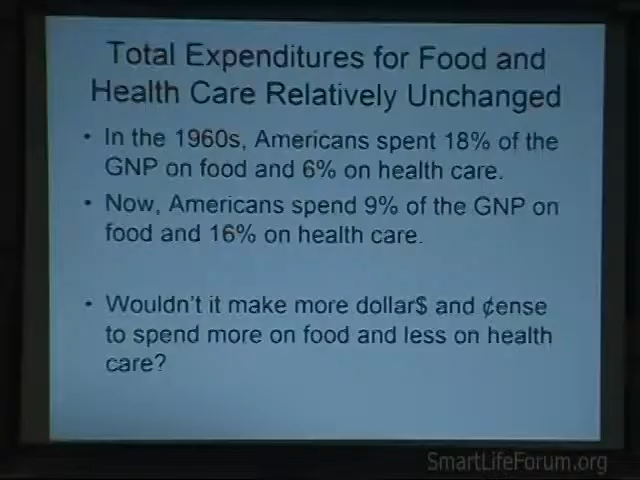 Total Expenditures for Food and
Health Care Relatively Unchanged
• In the 1960s, Americans spent 18% of the
GNP on food and 6% on health care.
• Now, Americans spend 9% of the GNP on
food and 16% on health care.
• Wouldn't it make more dollar$ and ¢ense
to spend more on food and less on health
care?
SmartLifeForum.org